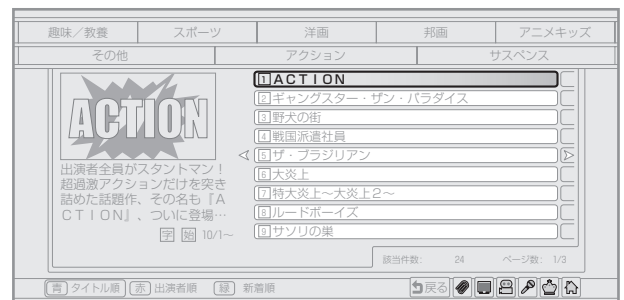 趣味／教養 スポーツ 洋画 邦画 アニメキッズ
その他 アクション サスペンス
ACTION
出演者全員がスタントマン！
超過激アクションだけを突き
詰めた話題作、その名も『A
CTION』、ついに登場…
字 始 10/1～
1 ACTION
2 ギャングスター・ザン・パラダイス
3 野犬の街
4 戦国派遣社員
5 ザ・ブラジリアン
6 大炎上
7 特大炎上～大炎上2～
8 ルードボーイズ
9 サソリの巣
該当件数: 24 ページ数: 1/3
青 タイトル順 赤 出演者順 緑 新着順 戻る